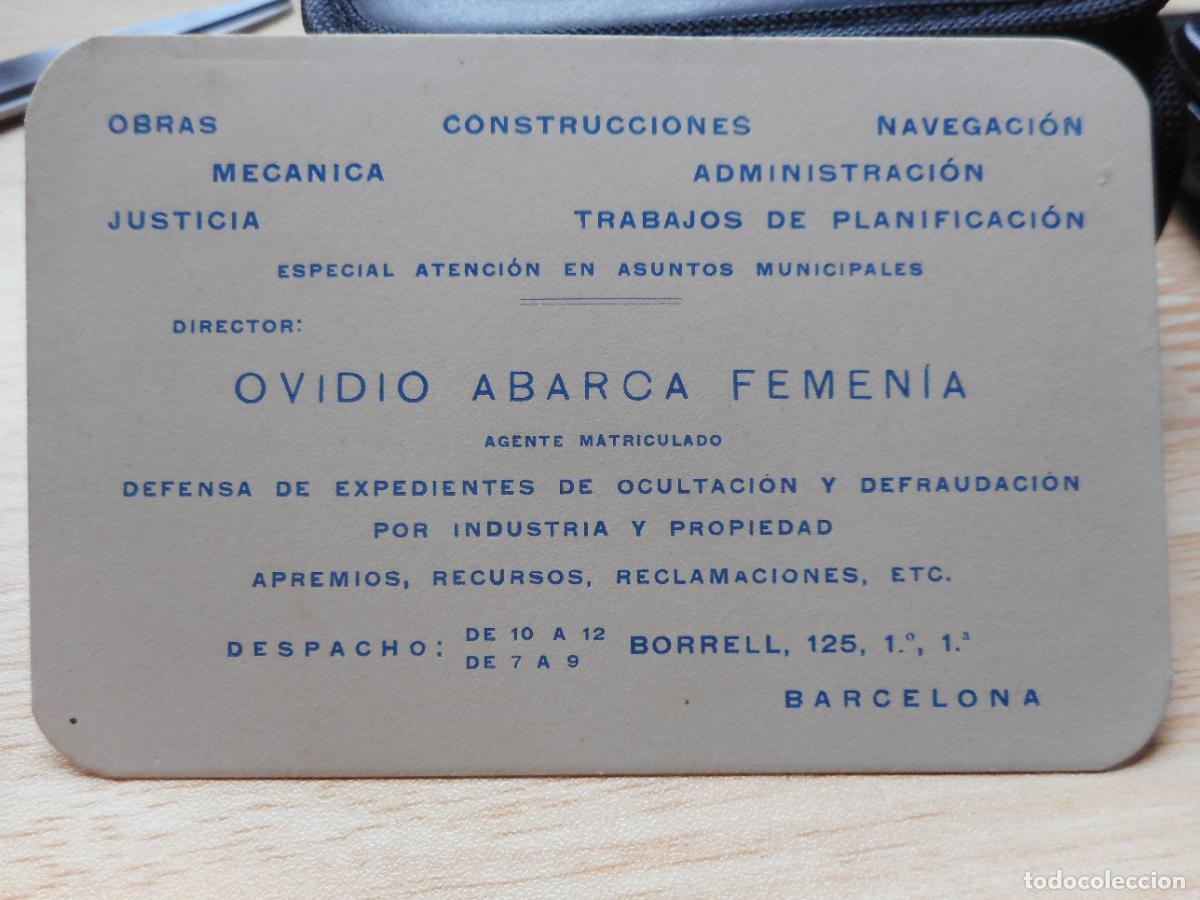 OBRAS CONSTRUCCIONES NAVEGACIÓN
MECANICA ADMINISTRACIÓN
JUSTICIA TRABAJOS DE PLANIFICACIÓN
ESPECIAL ATENCIÓN EN ASUNTOS MUNICIPALES
DIRECTOR:
OVIDIO ABARCA FEMENÍA
AGENTE MATRICULADO
DEFENSA DE EXPEDIENTES DE OCULTACIÓN Y DEFRAUDACIÓN
POR INDUSTRIA Y PROPIEDAD
APREMIOS, RECURSOS, RECLAMACIONES, ETC.
DESPACHO: DE 10 A 12 BORRELL, 125, 1.º, 1.ª
DE 7 A 9
BARCELONA
todocoleccion